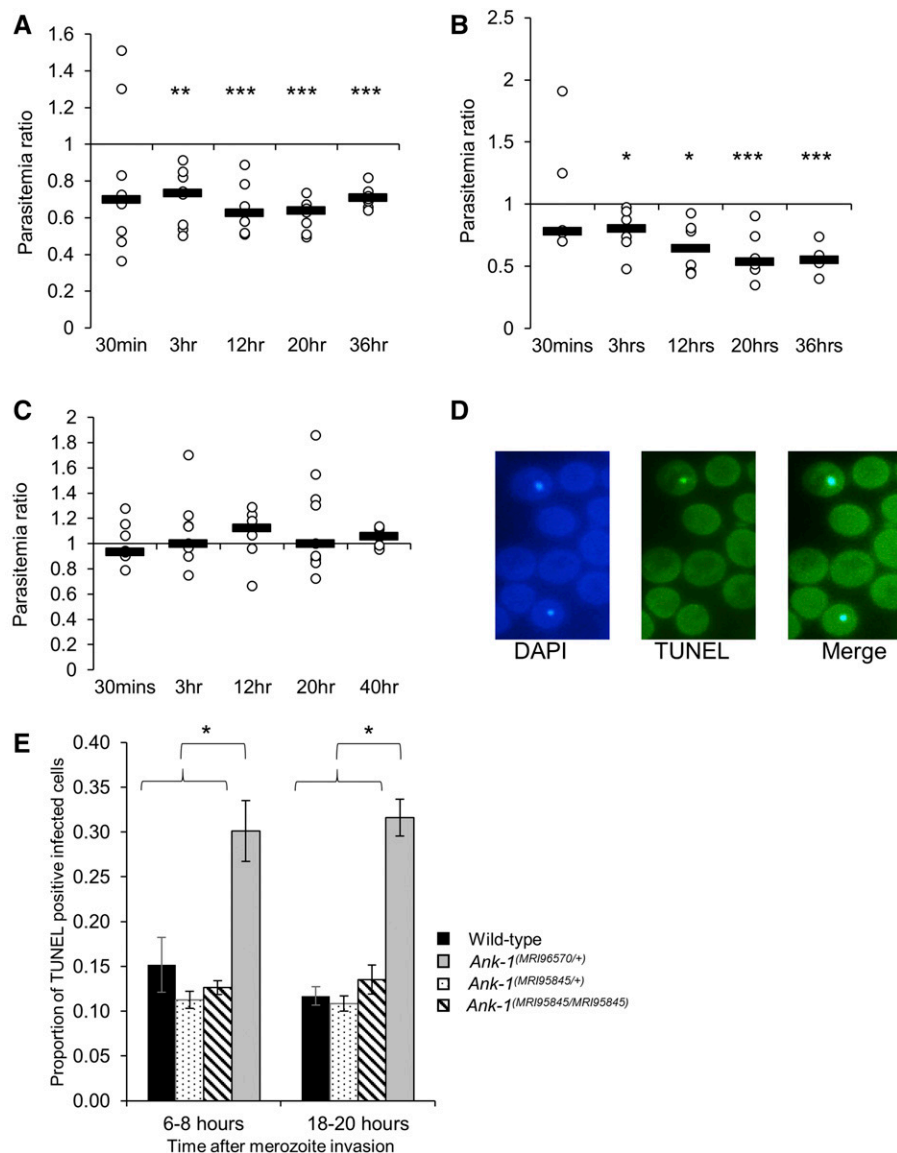 A
Parasitemia ratio
1.6
1.4
1.2
1
0.8
0.6
0.4
0.2
0
** *** *** ***
30min 3hr 12hr 20hr 36hr
B
Parasitemia ratio
2.5
2
1.5
1
0.5
0
* * *** ***
30mins 3hrs 12hrs 20hrs 36hrs
C
Parasitemia ratio
2
1.8
1.6
1.4
1.2
1
0.8
0.6
0.4
0.2
0
30mins 3hr 12hr 20hr 40hr
D
DAPI TUNEL Merge
E
Proportion of TUNEL positive infected cells
0.40
0.35
0.30
0.25
0.20
0.15
0.10
0.05
0.00
* *
6-8 hours 18-20 hours
Time after merozoite invasion
Wild-type
Ank-1(MRI96570/+)
Ank-1(MRI95845/+)
Ank-1(MRI95845/MRI95845)